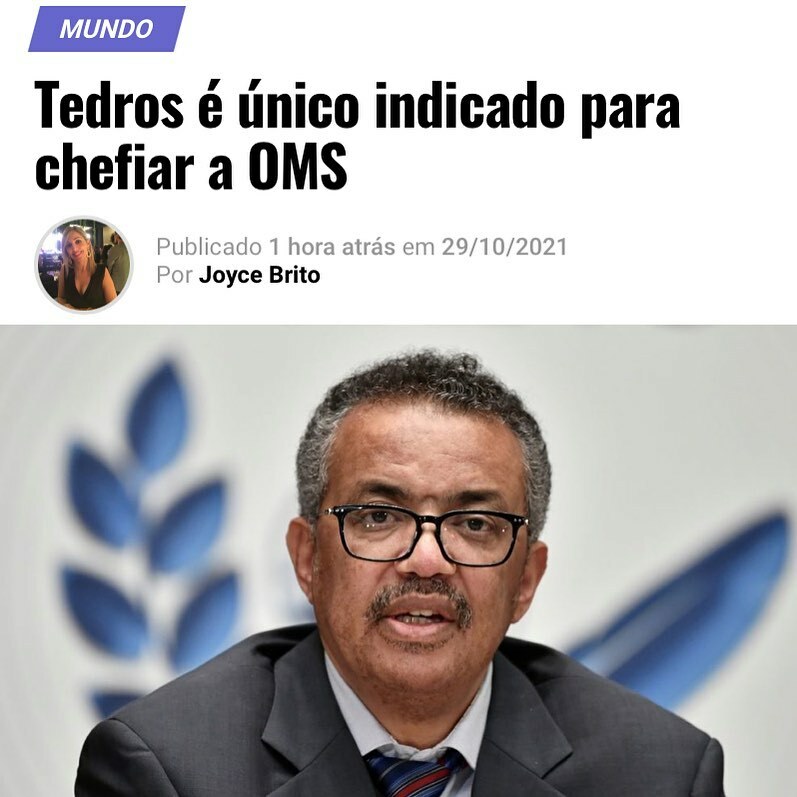 MUNDO
Tedros é único indicado para
chefiar a OMS
Publicado 1 hora atrás em 29/10/2021
Por Joyce Brito